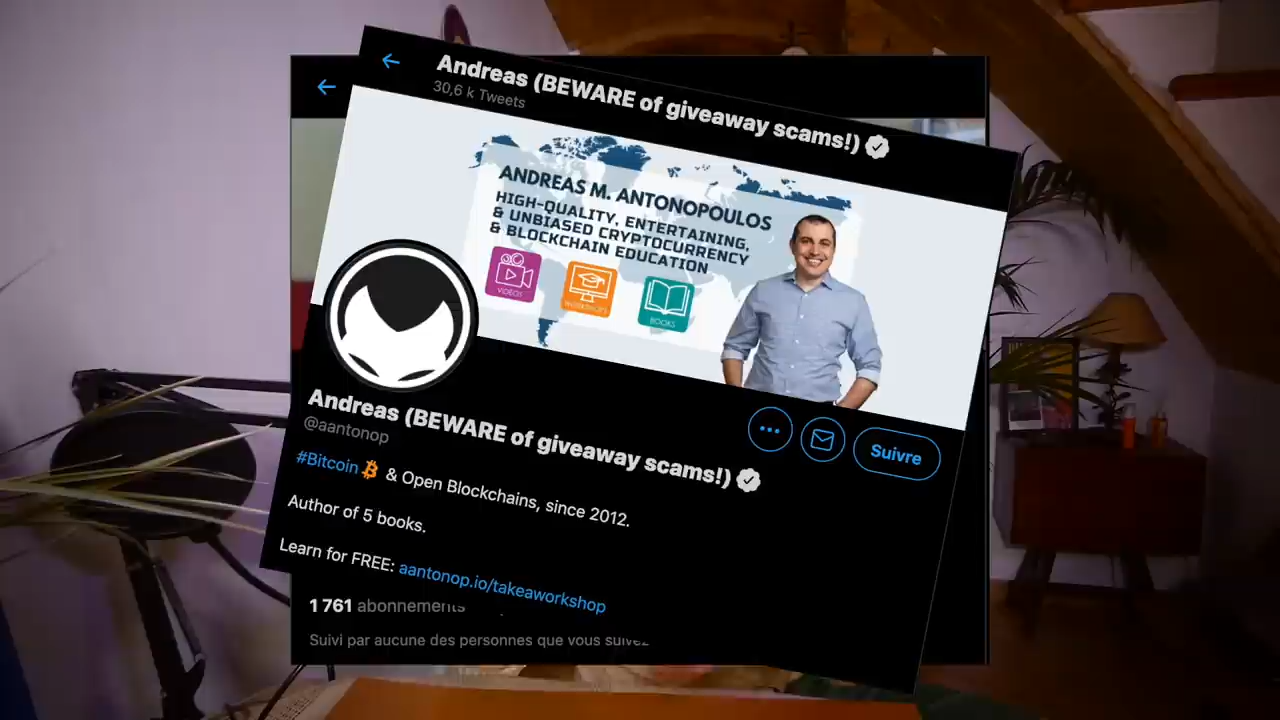 Andreas (BEWARE of giveaway scams!)
30,6 k Tweets
ANDREAS M. ANTONOPOULOS
HIGH-QUALITY, ENTERTAINING,
& UNBIASED CRYPTOCURRENCY
& BLOCKCHAIN EDUCATION
VIDEOS
WORKSHOPS
BOOKS
Suivre
Andreas (BEWARE of giveaway scams!)
@aantonop
#Bitcoin & Open Blockchains, since 2012.
Author of 5 books.
Learn for FREE: aantonop.io/takeaworkshop
1 761 abonnements
Suivi par aucune des personnes que vous suivez